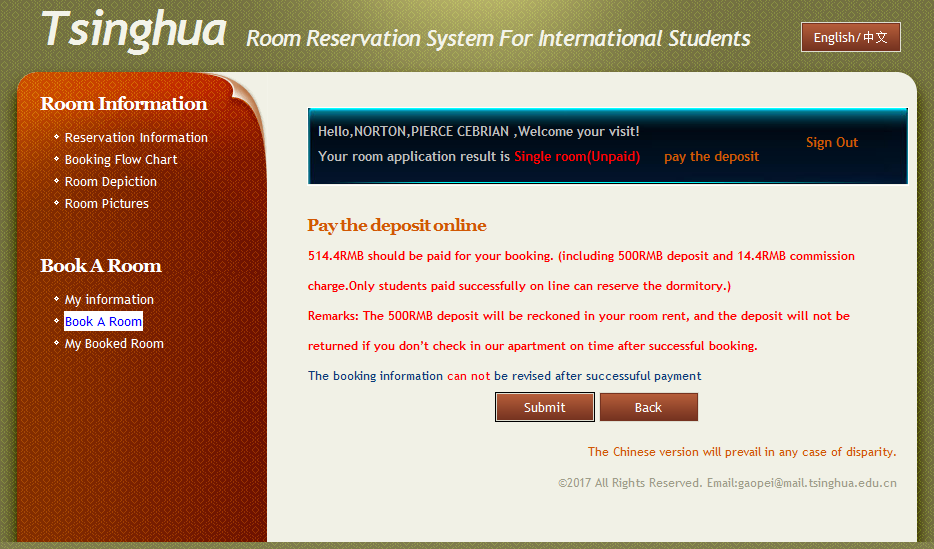 Tsinghua Room Reservation System For International Students
English/中文
Room Information
Reservation Information
Booking Flow Chart
Room Depiction
Room Pictures
Book A Room
My information
Book A Room
My Booked Room
Hello,NORTON,PIERCE CEBRIAN ,Welcome your visit!
Your room application result is Single room(Unpaid) pay the deposit
Sign Out
Pay the deposit online
514.4RMB should be paid for your booking. (including 500RMB deposit and 14.4RMB commission
charge.Only students paid successfully on line can reserve the dormitory.)
Remarks: The 500RMB deposit will be reckoned in your room rent, and the deposit will not be
returned if you don't check in our apartment on time after successful booking.
The booking information can not be revised after successuful payment
Submit Back
The Chinese version will prevail in any case of disparity.
©2017 All Rights Reserved. Email:gaopei@mail.tsinghua.edu.cn